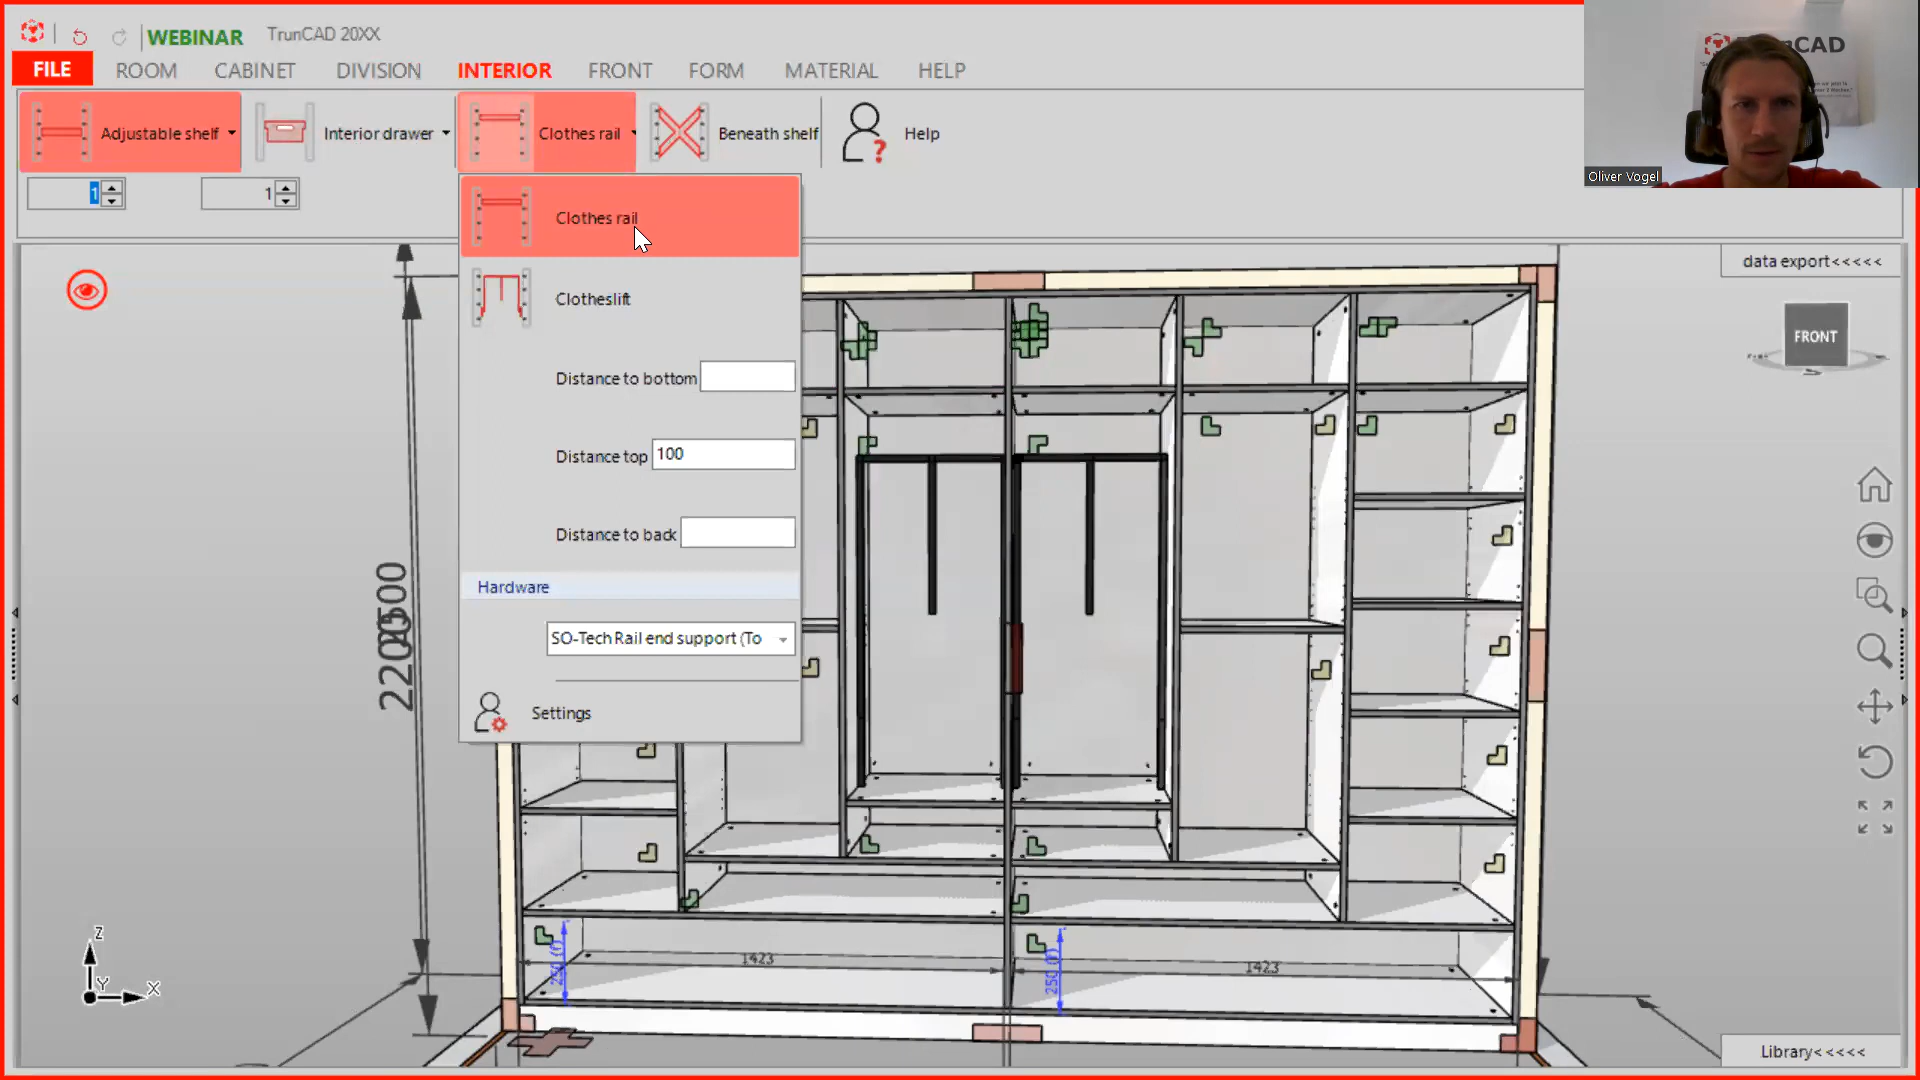 WEBINAR TrunCAD 20XX
FILE ROOM CABINET DIVISION INTERIOR FRONT FORM MATERIAL HELP
Adjustable shelf Interior drawer Clothes rail Beneath shelf Help
1 1
Oliver Vogel
Clothes rail
Clotheslift
Distance to bottom
Distance top 100
Distance to back
Hardware
SO-Tech Rail end support (To
Settings
data export<<<<<
FRONT
1423
1423
250 (f)
250 (f)
Z
Y
X
Library<<<<<